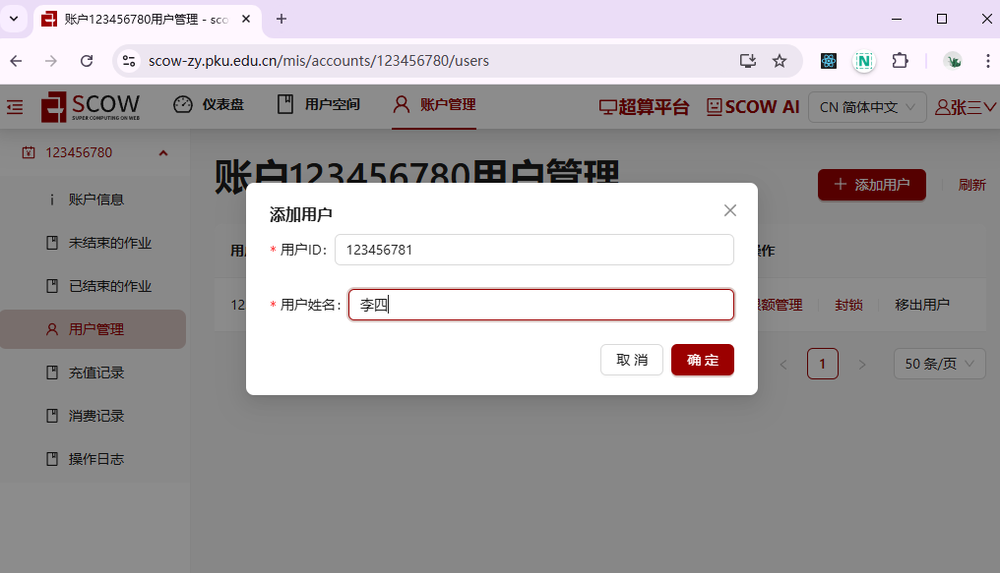 账户123456780用户管理 - sco
scow-zy.pku.edu.cn/mis/accounts/123456780/users
SCOW
SUPER COMPUTING ON WEB
仪表盘
用户空间
账户管理
超算平台
SCOW AI
CN 简体中文
张三
123456780
账户信息
未结束的作业
已结束的作业
用户管理
充值记录
消费记录
操作日志
账户123456780用户管理
添加用户
刷新
添加用户
* 用户ID: 123456781
* 用户姓名: 李四
取 消
确 定
用
操作
12
限额管理
封锁
移出用户
1
50 条/页